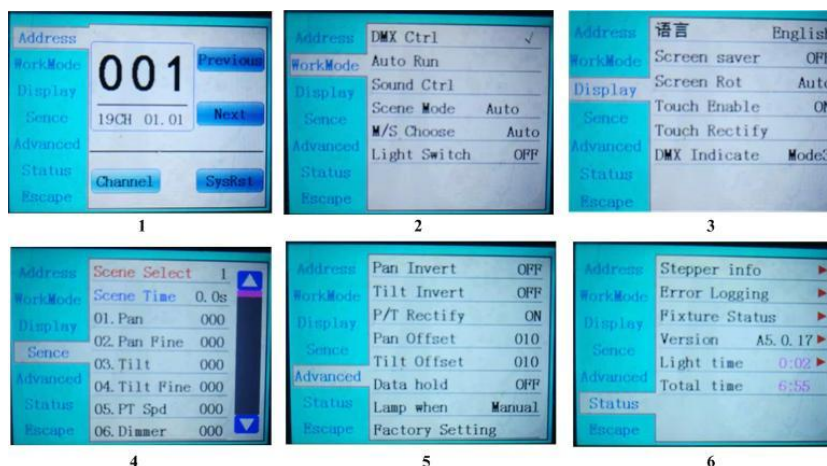 Address
WorkMode
Display
Sence
Advanced
Status
Escape
001
19CH 01.01
Previous
Next
Channel
SysRst
1
Address
WorkMode
Display
Sence
Advanced
Status
Escape
DMX Ctrl √
Auto Run
Sound Ctrl
Scene Mode Auto
M/S Choose Auto
Light Switch OFF
2
Address
WorkMode
Display
Sence
Advanced
Status
Escape
语言 English
Screen saver OFF
Screen Rot Auto
Touch Enable ON
Touch Rectify
DMX Indicate
3
Address
WorkMode
Display
Sence
Advanced
Status
Escape
Scene Select 1
Scene Time 0.0s
01. Pan 000
02. Pan Fine 000
03. Tilt 000
04. Tilt Fine 000
05. PT Spd 000
06. Dimmer 000
4
Address
WorkMode
Display
Sence
Advanced
Status
Escape
Pan Invert OFF
Tilt Invert OFF
P/T Rectify ON
Pan Offset 010
Tilt Offset 010
Data hold OFF
Lamp when Manual
Factory Setting
5
Address
WorkMode
Display
Sence
Advanced
Status
Escape
Stepper info
Error Logging
Fixture Status
Version A5.0.17
Light time 0:02
Total time 6:55
6